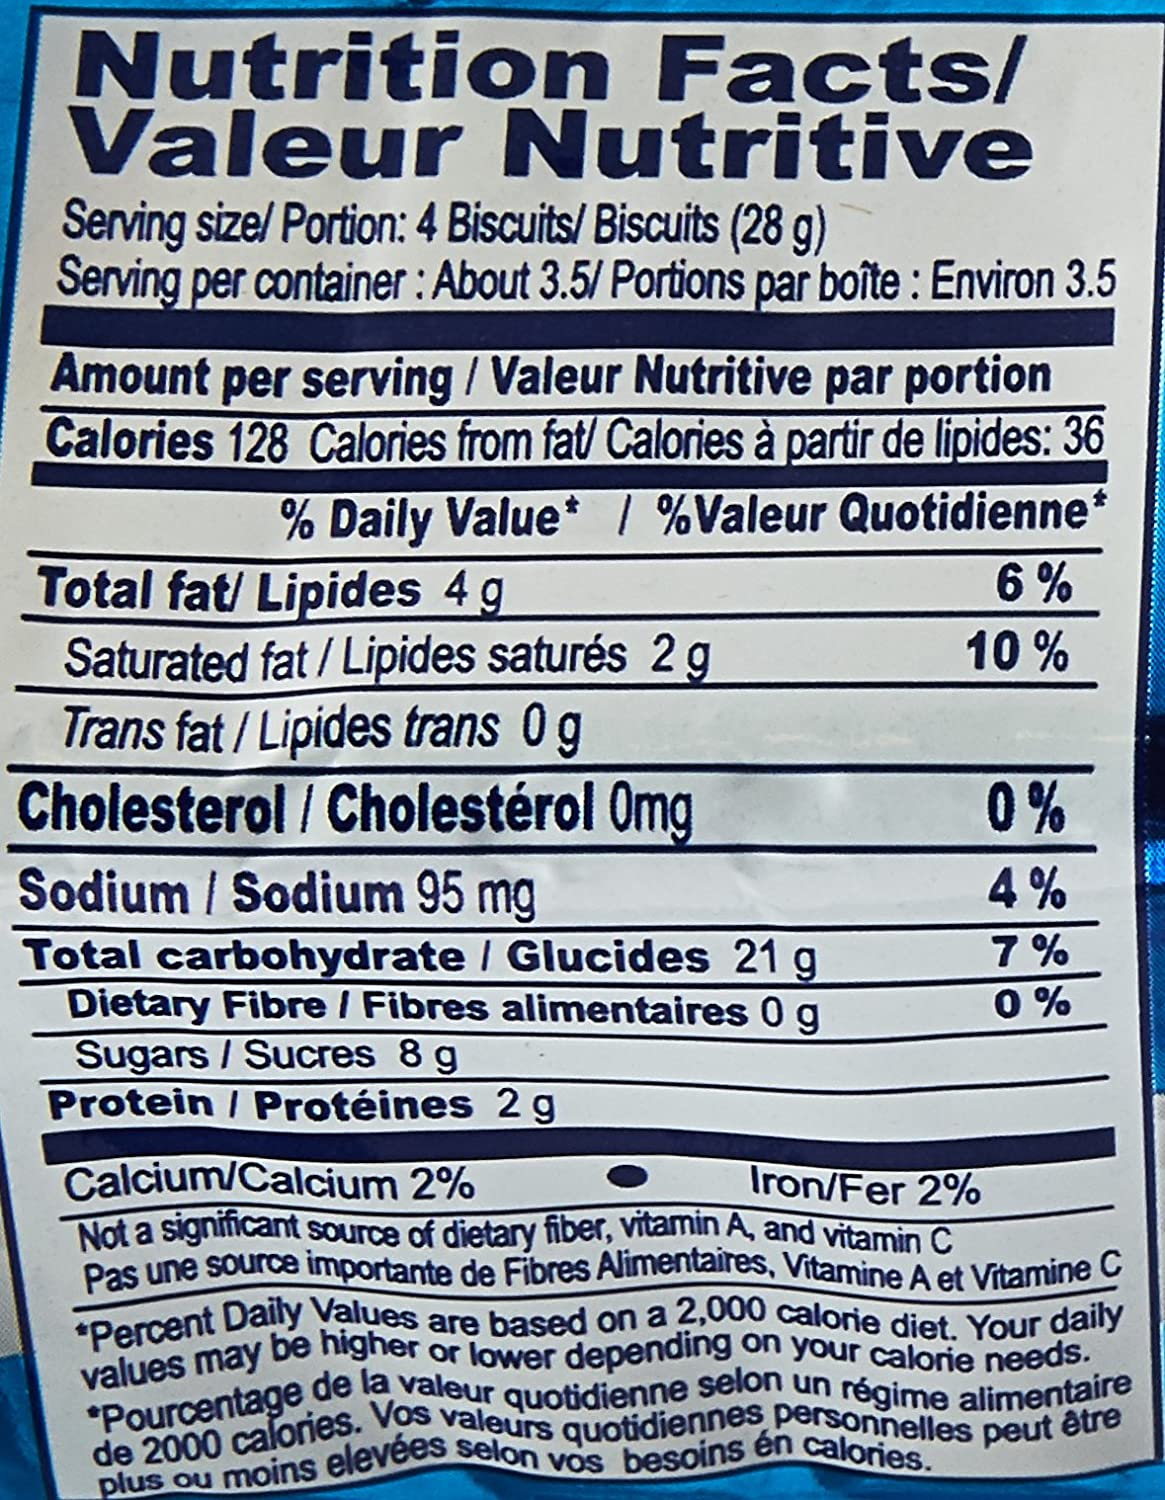 Nutrition Facts/
Valeur Nutritive
Serving size/ Portion: 4 Biscuits/ Biscuits (28 g)
Serving per container : About 3.5/ Portions par boîte : Environ 3.5
Amount per serving / Valeur Nutritive par portion
Calories 128 Calories from fat/ Calories à partir de lipides: 36
% Daily Value* / %Valeur Quotidienne*
Total fat/ Lipides 4 g 6 %
Saturated fat / Lipides saturés 2 g 10 %
Trans fat / Lipides trans 0 g
Cholesterol / Cholestérol 0mg 0 %
Sodium / Sodium 95 mg 4 %
Total carbohydrate / Glucides 21 g 7 %
Dietary Fibre / Fibres alimentaires 0 g 0 %
Sugars / Sucres 8 g
Protein / Protéines 2 g
Calcium/Calcium 2% • Iron/Fer 2%
Not a significant source of dietary fiber, vitamin A, and vitamin C
Pas une source importante de Fibres Alimentaires, Vitamine A et Vitamine C
*Percent Daily Values are based on a 2,000 calorie diet. Your daily
values may be higher or lower depending on your calorie needs.
*Pourcentage de la valeur quotidienne selon un régime alimentaire
de 2000 calories. Vos valeurs quotidiennes personnelles peut être
plus ou moins elevées selon vos besoins én calories.